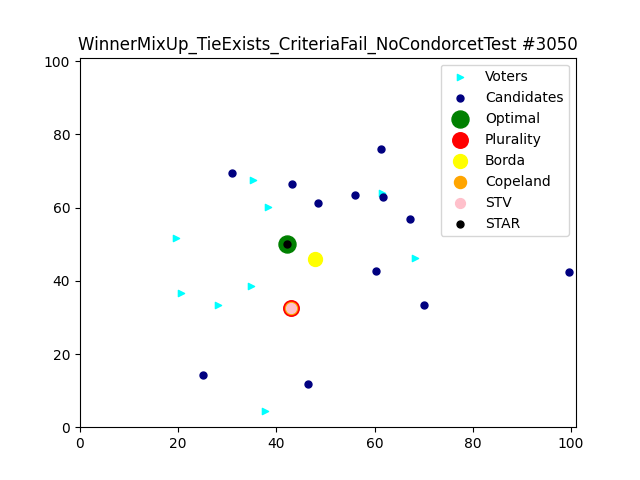 WinnerMixUp_TieExists_CriteriaFail_NoCondorcetTest #3050
Voters
Candidates
Optimal
Plurality
Borda
Copeland
STV
STAR
100
80
60
40
20
0
0 20 40 60 80 100